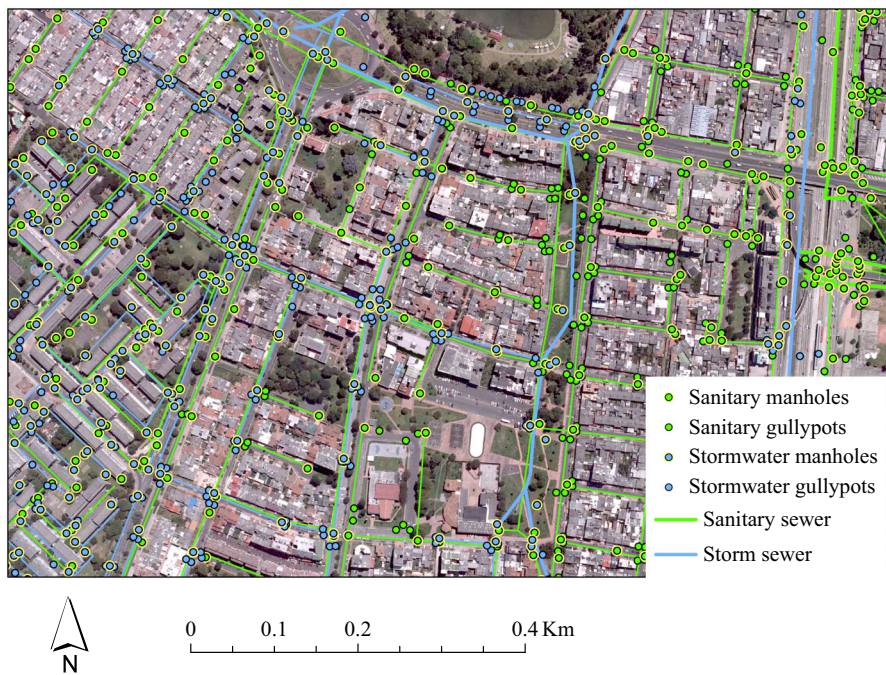 Sanitary manholes
Sanitary gullypots
Stormwater manholes
Stormwater gullypots
Sanitary sewer
Storm sewer
0 0.1 0.2 0.4 Km
N